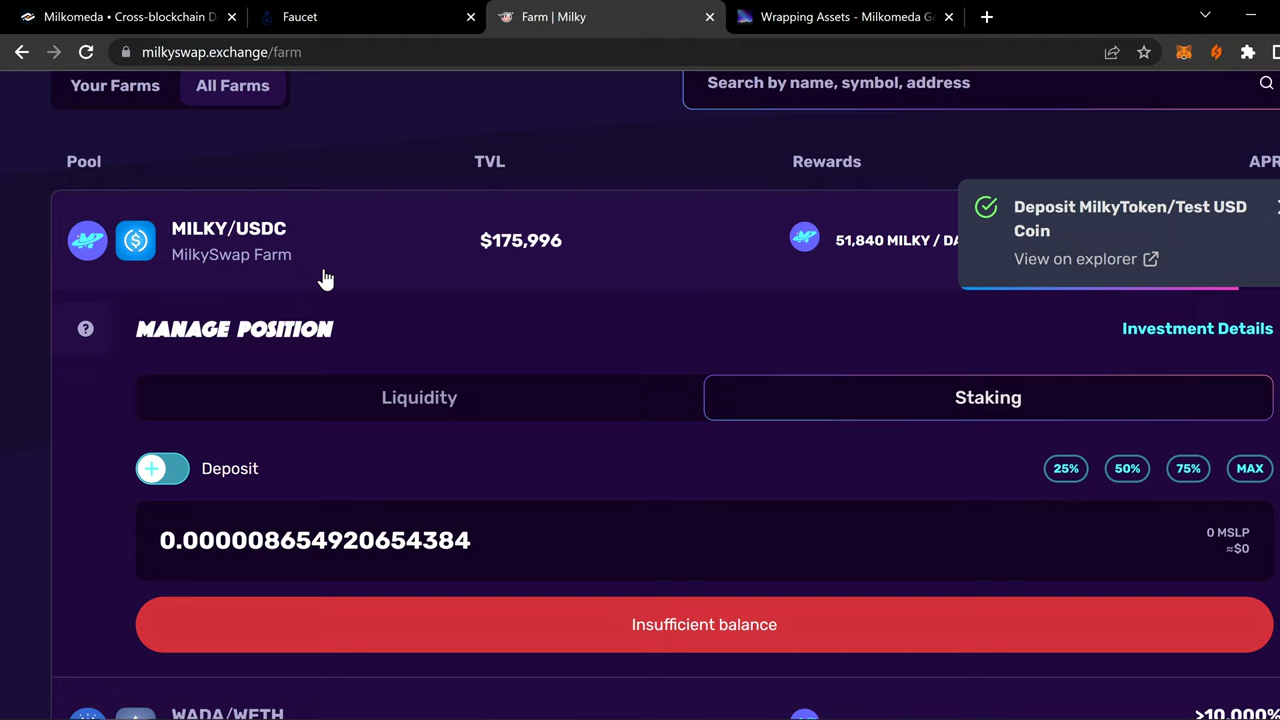 Milkomeda • Cross-blockchain D
Faucet
Farm | Milky
Wrapping Assets - Milkomeda G
milkyswap.exchange/farm
Your Farms
All Farms
Search by name, symbol, address
Pool
TVL
Rewards
APR
MILKY/USDC
MilkySwap Farm
$175,996
51,840 MILKY / DA
Deposit MilkyToken/Test USD
Coin
View on explorer
?
MANAGE POSITION
Investment Details
Liquidity
Staking
Deposit
25%
50%
75%
MAX
0.000008654920654384
0 MSLP
≈$0
Insufficient balance
WADA/WETH
>10,000%